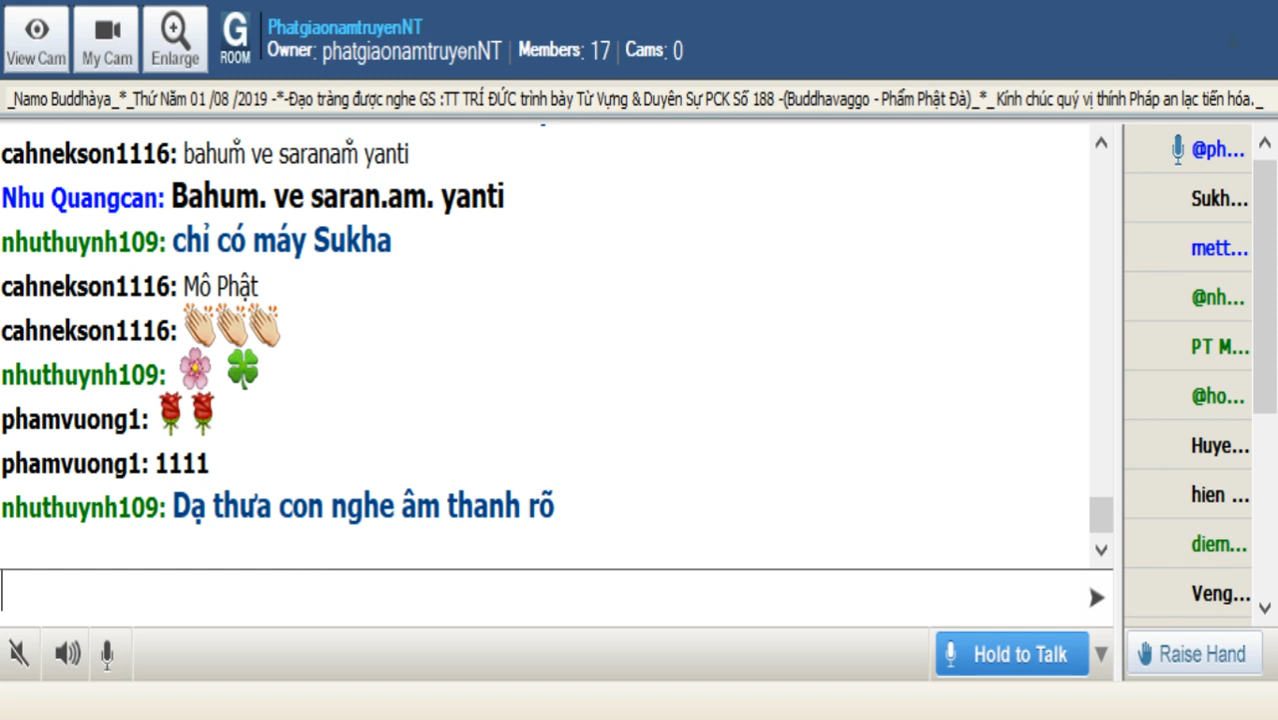 View Cam
My Cam
Enlarge
G
ROOM
PhatgiaonamtruyenNT
Owner: phatgiaonamtruyenNT | Members: 17 | Cams: 0
_Namo Buddhàya_*_Thứ Năm 01 /08 /2019 -*-Đạo tràng được nghe GS :TT TRÍ ĐỨC trình bày Từ Vựng & Duyên Sự PCK Số 188 -(Buddhavaggo - Phẩm Phật Đà)_*_ Kính chúc quý vị thính Pháp an lạc tiến hóa._
cahnekson1116: bahum̉ ve saranam̉ yanti
Nhu Quangcan: Bahum. ve saran.am. yanti
nhuthuynh109: chỉ có máy Sukha
cahnekson1116: Mô Phật
cahnekson1116: 👏👏👏
nhuthuynh109: 🌸 🍀
phamvuong1: 🌹🌹
phamvuong1: 1111
nhuthuynh109: Dạ thưa con nghe âm thanh rõ
@ph...
Sukh...
mett...
@nh...
PT M...
@ho...
Huye...
hien ...
diem...
Veng...
Hold to Talk
Raise Hand